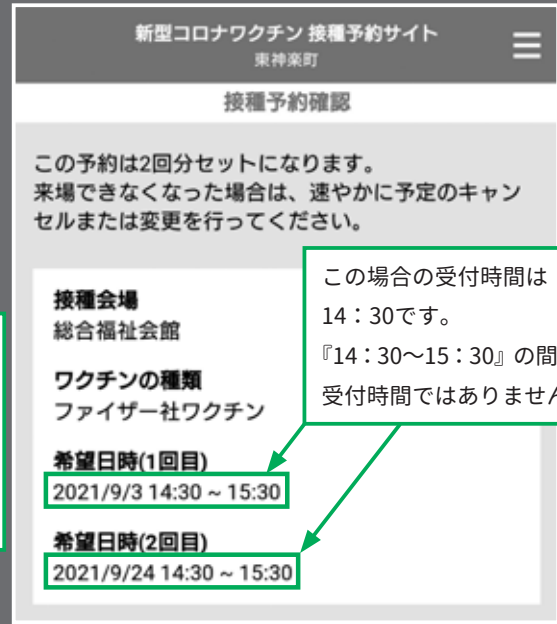 新型コロナワクチン 接種予約サイト
東神楽町
接種予約確認
この予約は2回分セットになります。
来場できなくなった場合は、速やかに予定のキャン
セルまたは変更を行ってください。
この場合の受付時間は
14：30です。
『14：30～15：30』の間
受付時間ではありません
接種会場
総合福祉会館
ワクチンの種類
ファイザー社ワクチン
希望日時(1回目)
2021/9/3 14:30 ~ 15:30
希望日時(2回目)
2021/9/24 14:30 ~ 15:30